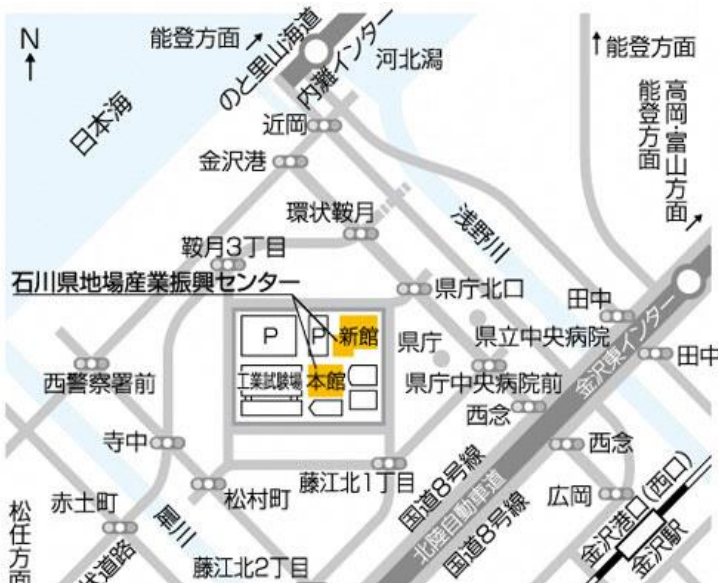 N
能登方面
のと里山海道
内灘インター
河北潟
能登方面
高岡・富山方面
能登方面
日本海
近岡
金沢港
環状鞍月
浅野川
鞍月3丁目
石川県地場産業振興センター
県庁北口
田中
P
P
新館
県庁
県立中央病院
金沢東インター
田中
西警察署前
工業試験場
本館
県庁中央病院前
西念
寺中
西念
藤江北1丁目
国道8号線
北陸自動車道
国道8号線
広岡
金沢港口(西口)
金沢駅
松任方面
赤土町
松村町
犀川
状道路
藤江北2丁目